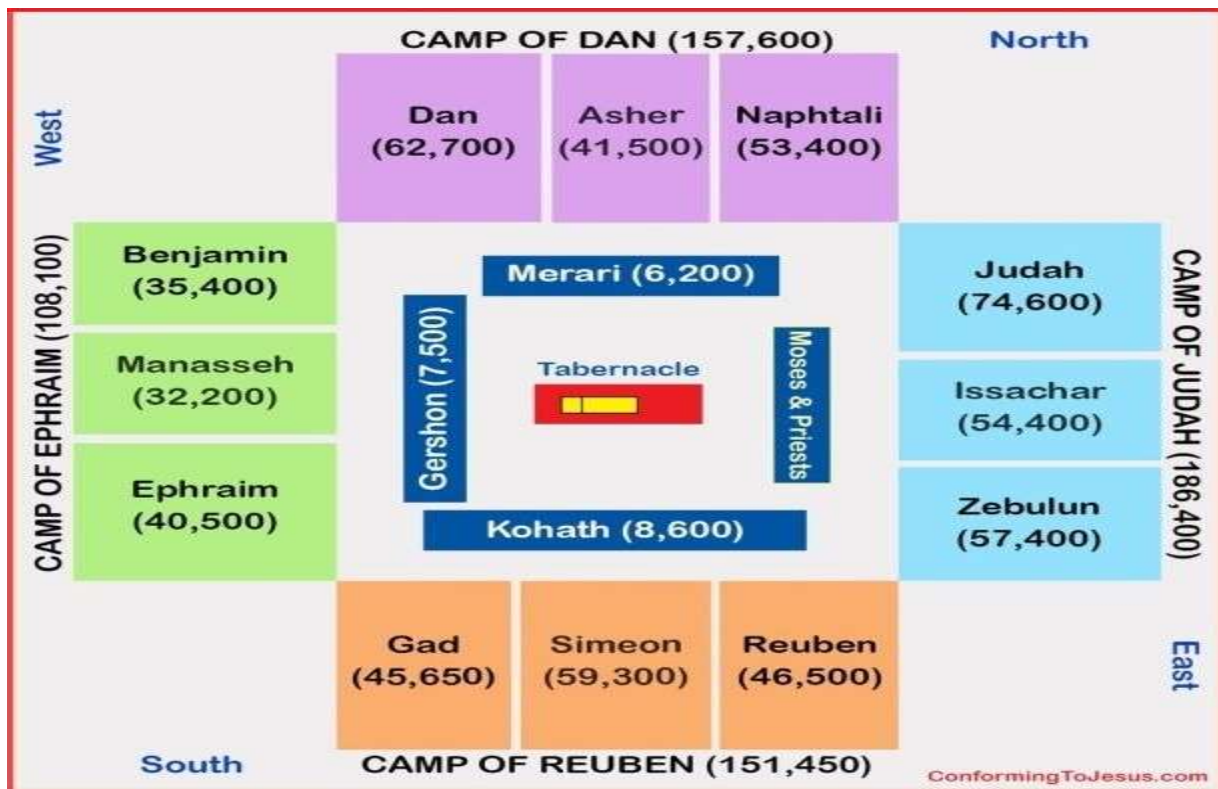 CAMP OF DAN (157,600)
North
West
Dan
(62,700)
Asher
(41,500)
Naphtali
(53,400)
CAMP OF EPHRAIM (108,100)
Benjamin
(35,400)
Manasseh
(32,200)
Ephraim
(40,500)
Merari (6,200)
Gershon (7,500)
Tabernacle
Moses & Priests
Kohath (8,600)
Judah
(74,600)
Issachar
(54,400)
Zebulun
(57,400)
CAMP OF JUDAH (186,400)
Gad
(45,650)
Simeon
(59,300)
Reuben
(46,500)
East
South
CAMP OF REUBEN (151,450)
ConformingToJesus.com